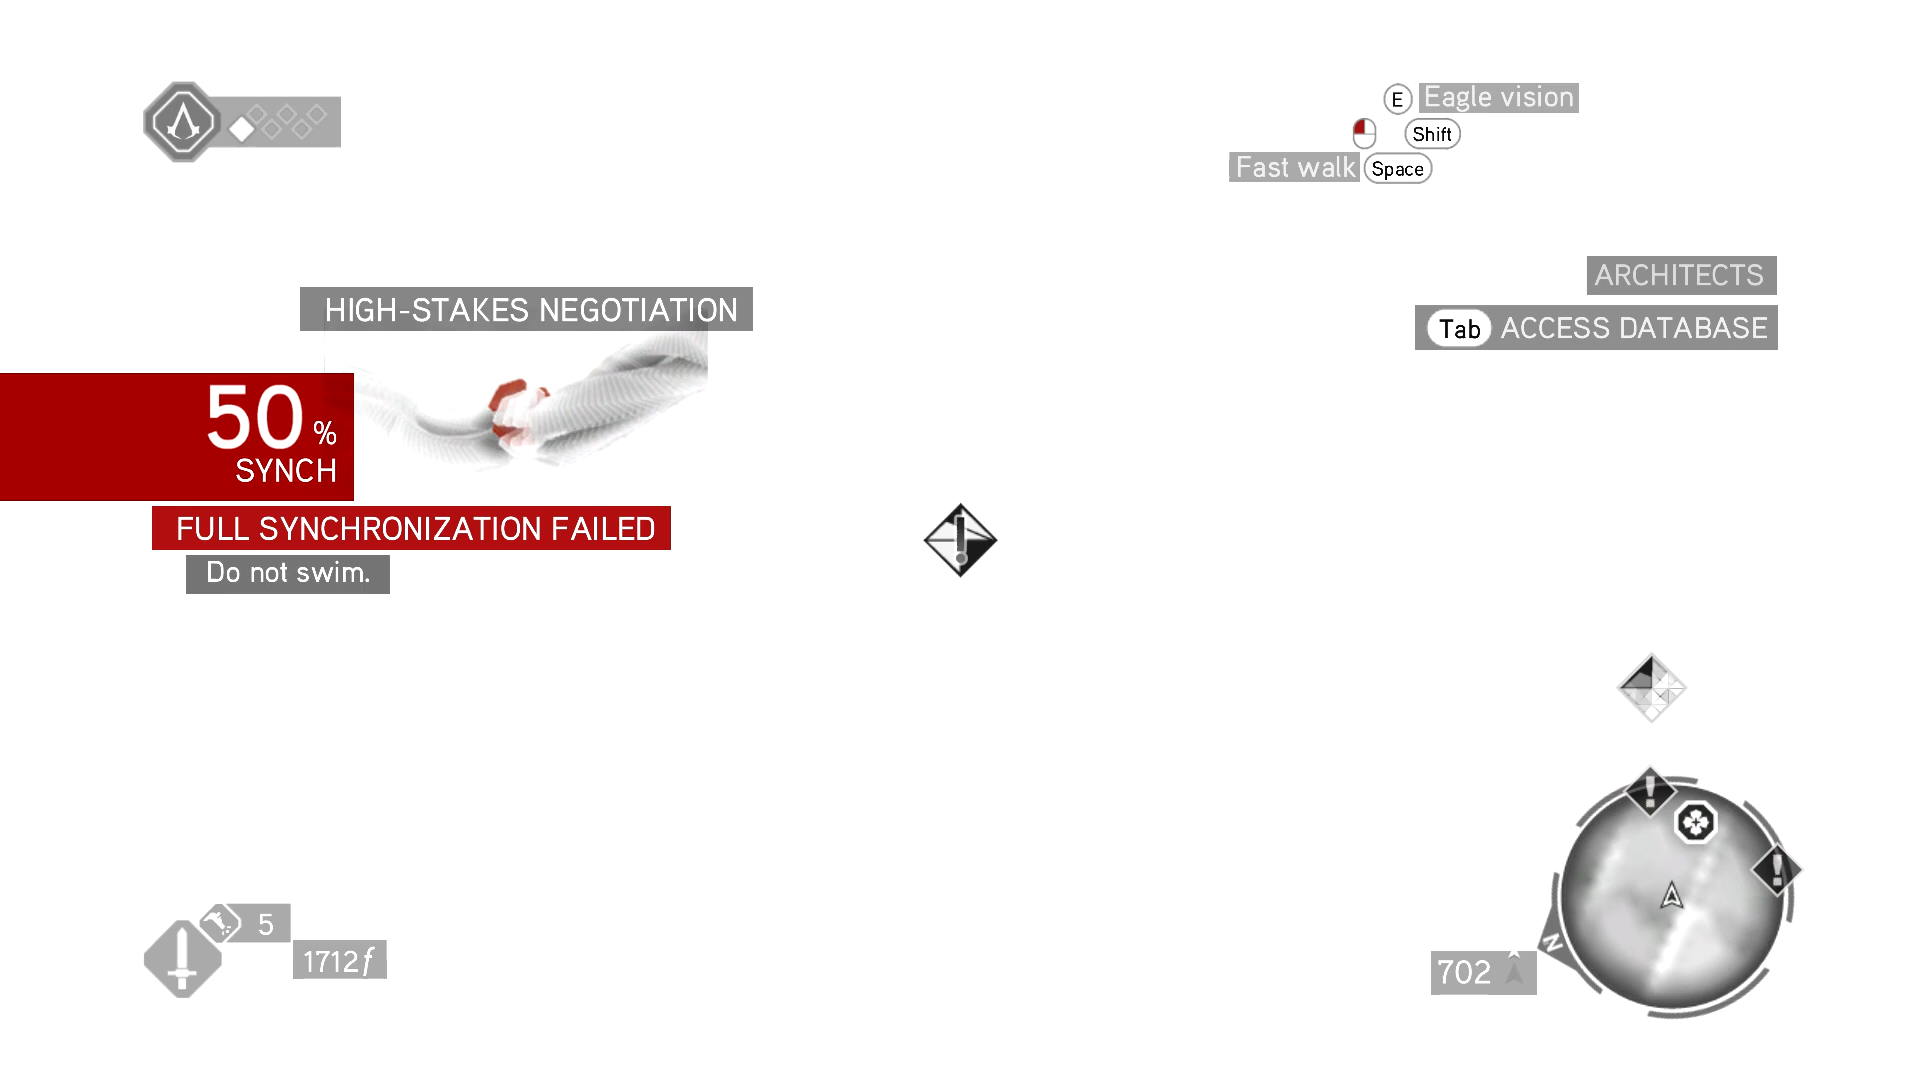 E Eagle vision
Shift
Fast walk Space
ARCHITECTS
Tab ACCESS DATABASE
HIGH-STAKES NEGOTIATION
50 %
SYNCH
FULL SYNCHRONIZATION FAILED
Do not swim.
5
1712 ƒ
702
N